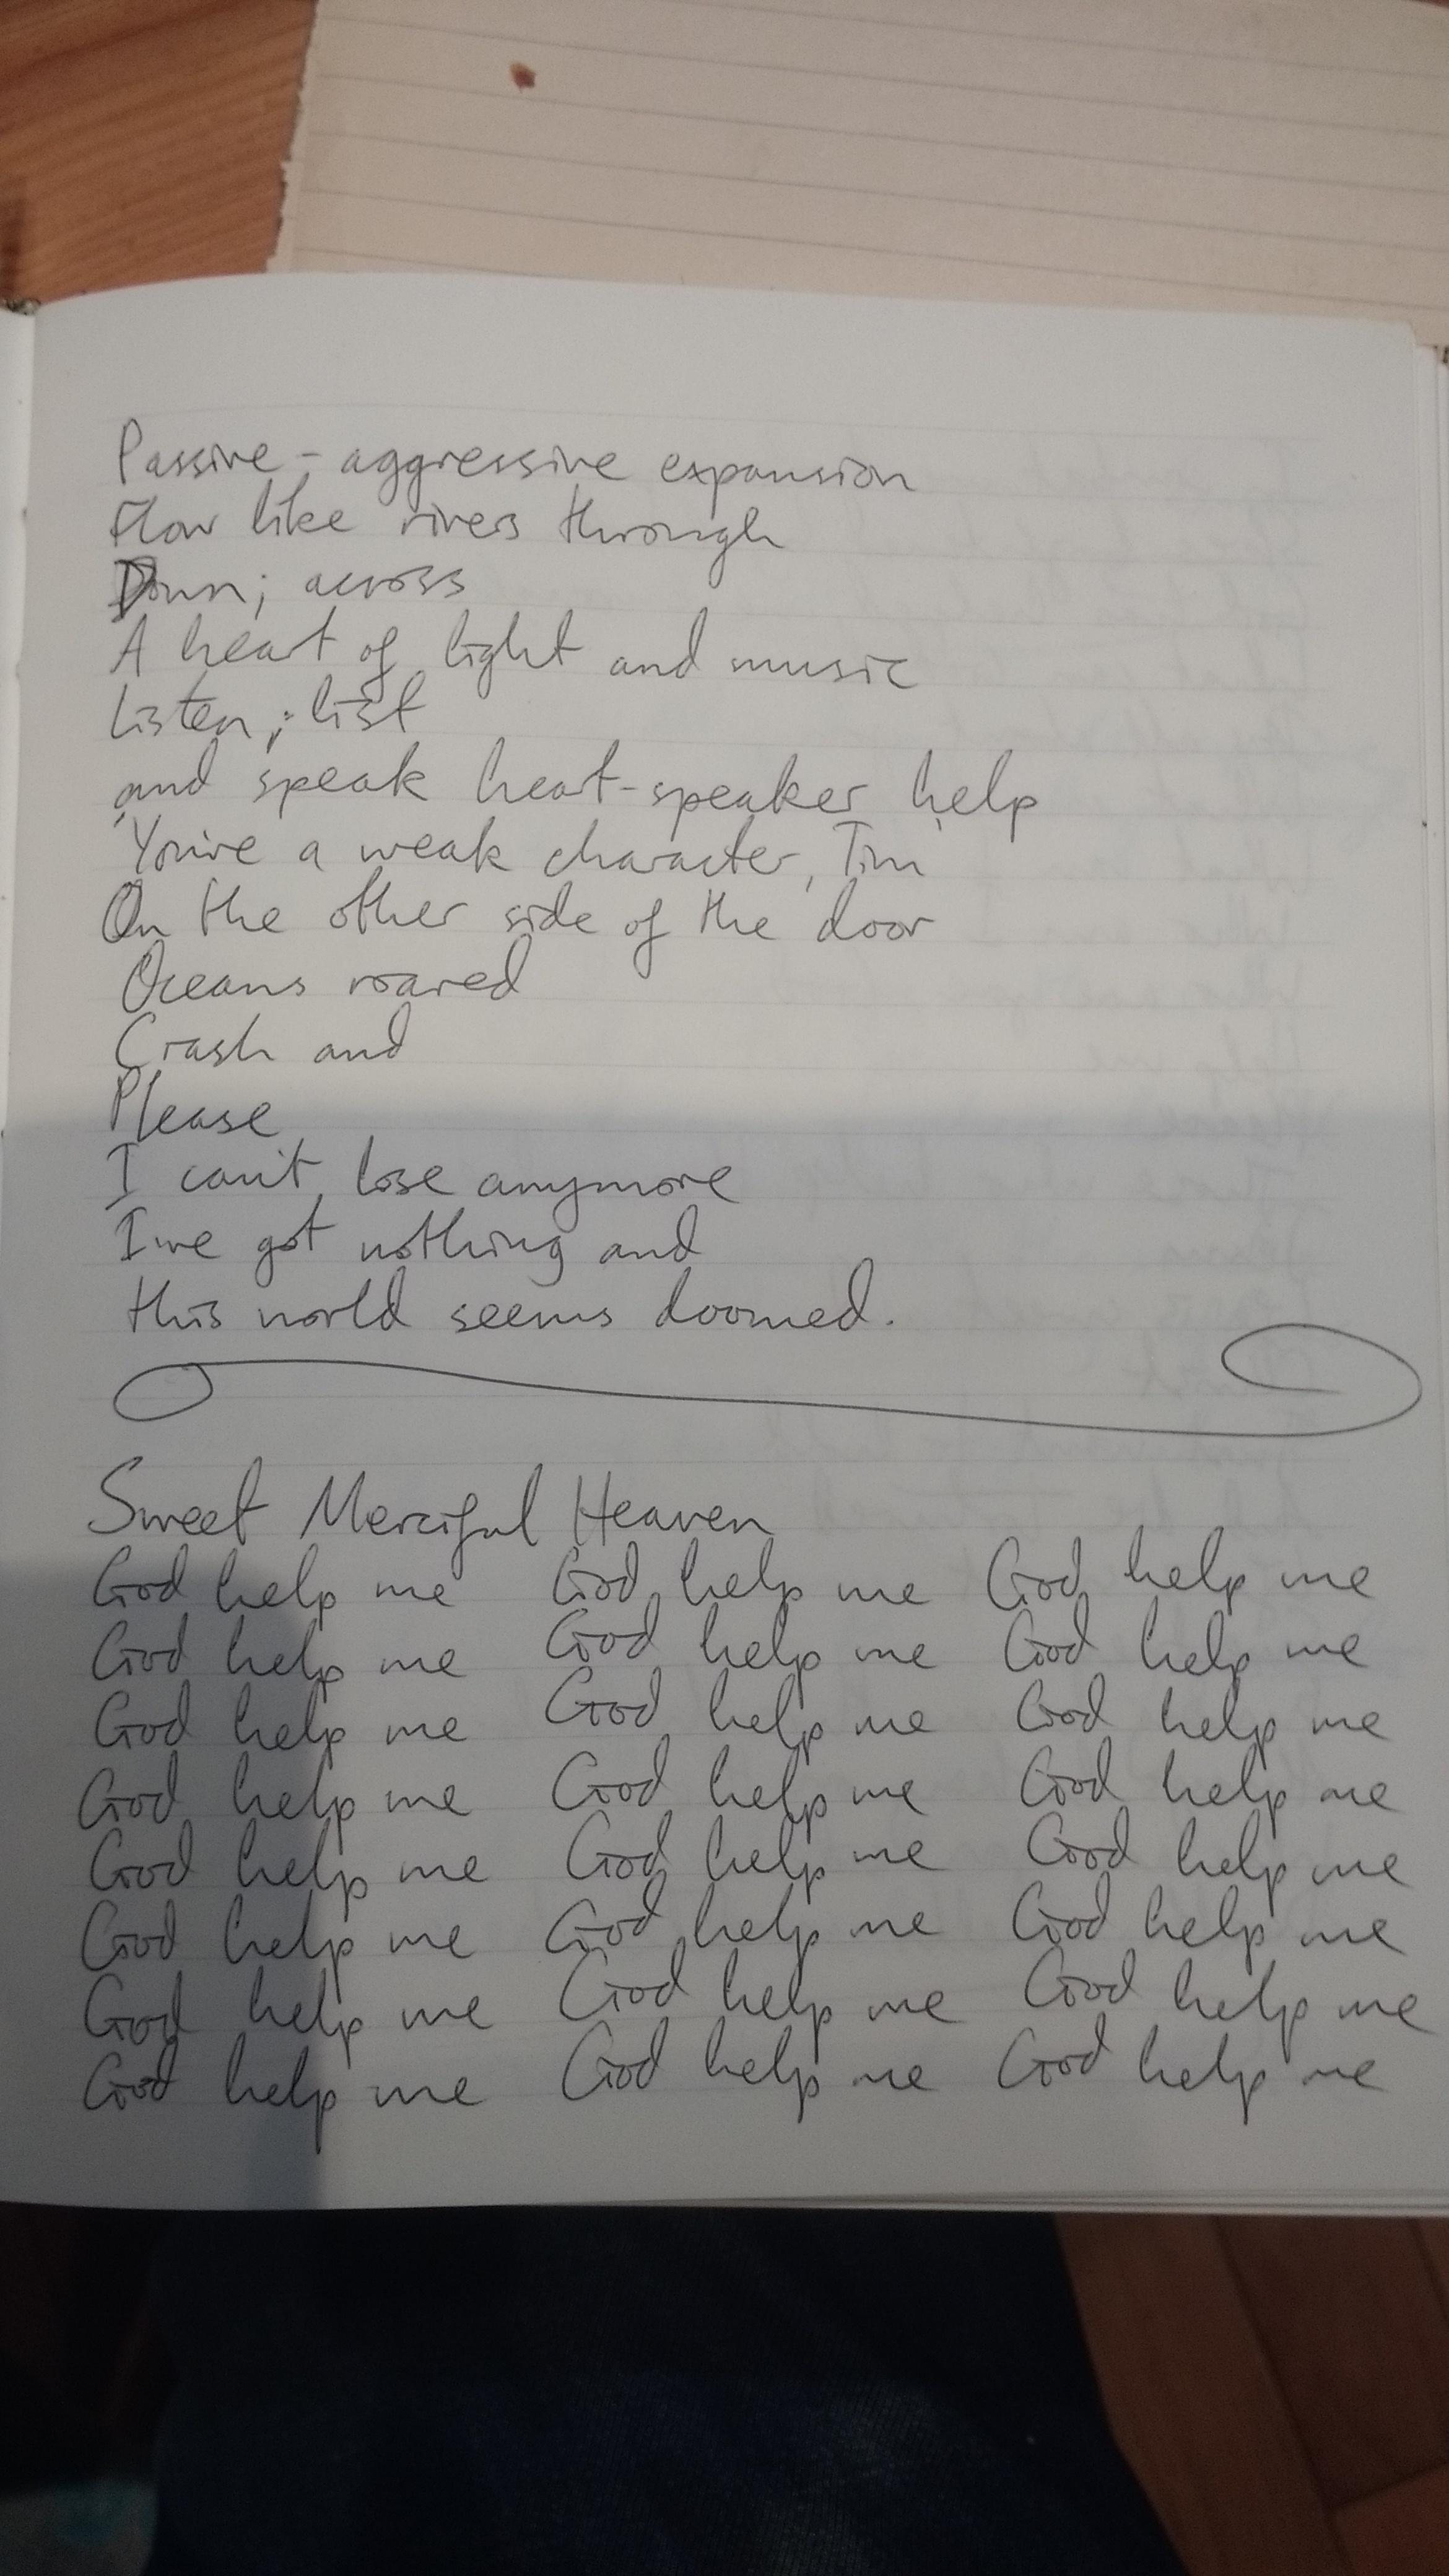 Passive-aggressive expansion
Flow like rivers through
Down; across
A heart of light and music
Listen; list
and speak heart-speaker help
You're a weak character, Tim
On the other side of the door
Oceans roared
Crash and
Please
I can't lose anymore
I've got nothing and
this world seems doomed.
Sweet Merciful Heaven
God help me God help me God help me
God help me God help me God help me
God help me God help me God help me
God help me God help me God help me
God help me God help me God help me
God help me God help me God help me
God help me God help me God help me
God help me God help me God help me